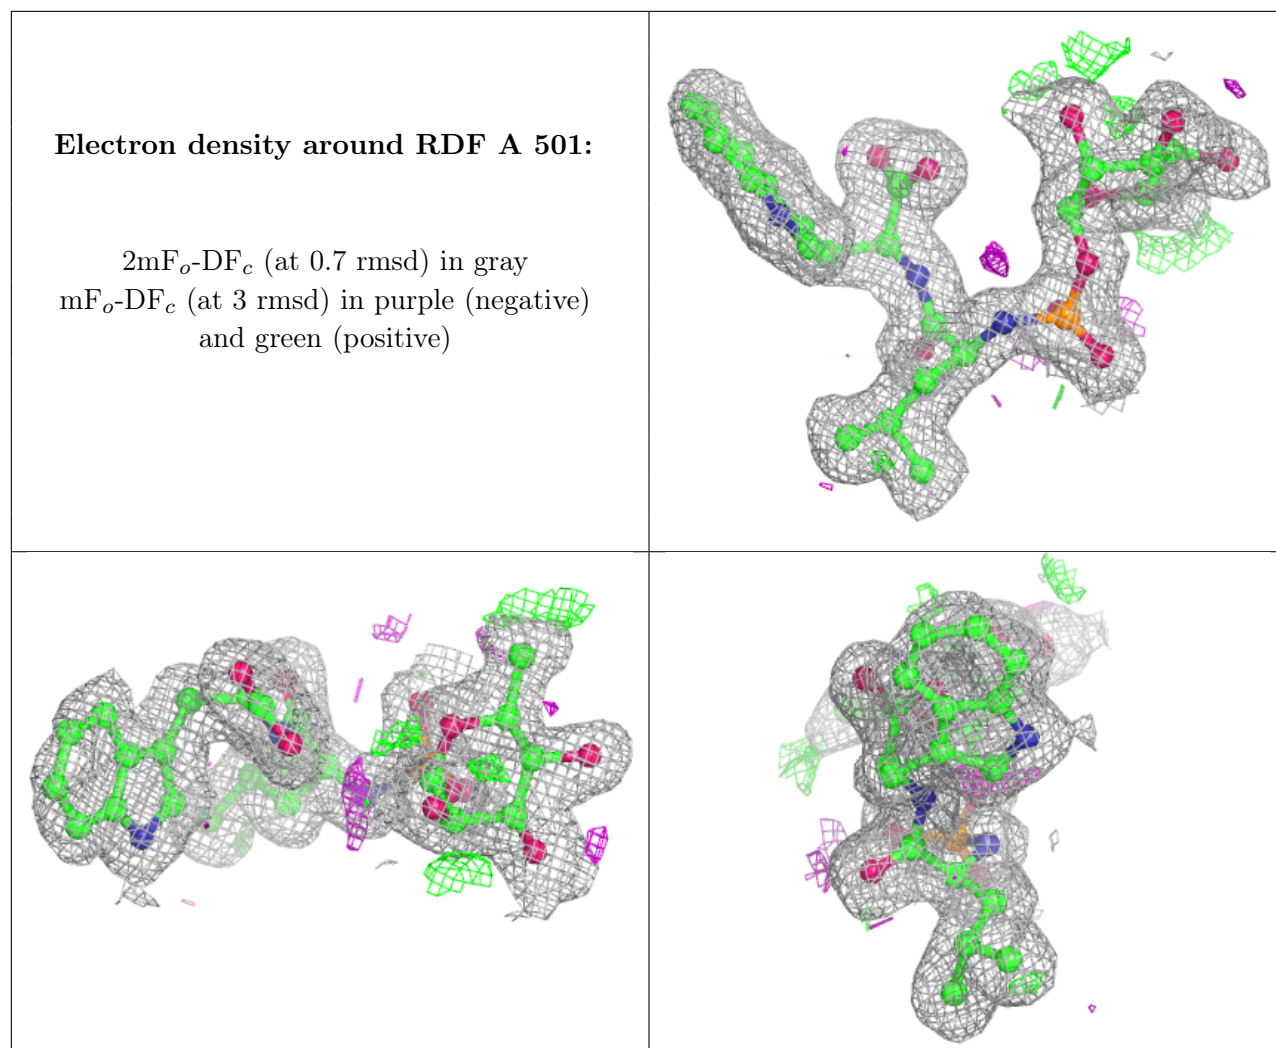 Electron density around RDF A 501:
2mFo-DFc (at 0.7 rmsd) in gray
mFo-DFc (at 3 rmsd) in purple (negative)
and green (positive)